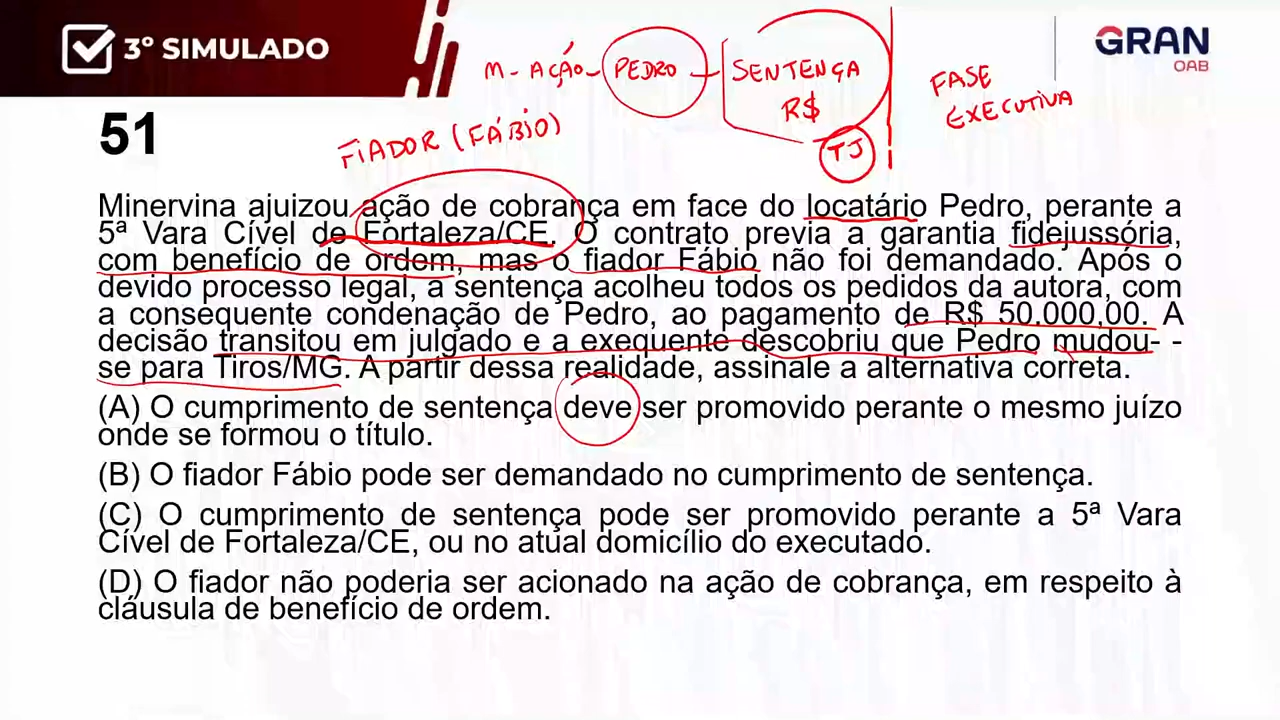 3º SIMULADO
M- AÇÃO- PEDRO - SENTENÇA
R$
TJ
FASE
EXECUTIVA
GRAN
OAB
51
FIADOR (FÁBIO)
Minervina ajuizou ação de cobrança em face do locatário Pedro, perante a
5ª Vara Cível de Fortaleza/CE. O contrato previa a garantia fidejussória,
com benefício de ordem, mas o fiador Fábio não foi demandado. Após o
devido processo legal, a sentença acolheu todos os pedidos da autora, com
a consequente condenação de Pedro, ao pagamento de R$ 50.000,00. A
decisão transitou em julgado e a exequente descobriu que Pedro mudou- -
se para Tiros/MG. A partir dessa realidade, assinale a alternativa correta.
(A) O cumprimento de sentença deve ser promovido perante o mesmo juízo
onde se formou o título.
(B) O fiador Fábio pode ser demandado no cumprimento de sentença.
(C) O cumprimento de sentença pode ser promovido perante a 5ª Vara
Cível de Fortaleza/CE, ou no atual domicílio do executado.
(D) O fiador não poderia ser acionado na ação de cobrança, em respeito à
cláusula de benefício de ordem.